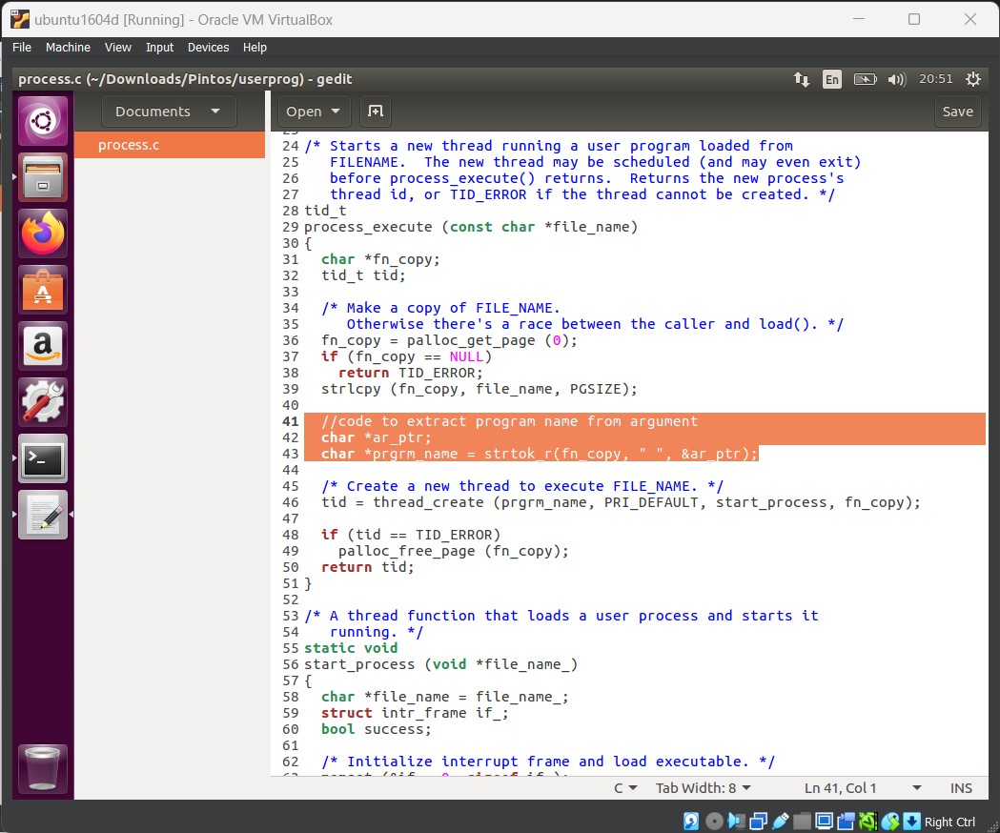 ubuntu1604d [Running] - Oracle VM VirtualBox
File Machine View Input Devices Help
process.c (~/Downloads/Pintos/userprog) - gedit
En
20:51
Documents
Open
Save
process.c
24 /* Starts a new thread running a user program loaded from
25 FILENAME.  The new thread may be scheduled (and may even exit)
26 before process_execute() returns.  Returns the new process's
27 thread id, or TID_ERROR if the thread cannot be created. */
28 tid_t
29 process_execute (const char *file_name)
30 {
31   char *fn_copy;
32   tid_t tid;
33
34   /* Make a copy of FILE_NAME.
35      Otherwise there's a race between the caller and load(). */
36   fn_copy = palloc_get_page (0);
37   if (fn_copy == NULL)
38     return TID_ERROR;
39   strlcpy (fn_copy, file_name, PGSIZE);
40
41   //code to extract program name from argument
42   char *ar_ptr;
43   char *prgrm_name = strtok_r(fn_copy, " ", &ar_ptr);
44
45   /* Create a new thread to execute FILE_NAME. */
46   tid = thread_create (prgrm_name, PRI_DEFAULT, start_process, fn_copy);
47
48   if (tid == TID_ERROR)
49     palloc_free_page (fn_copy);
50   return tid;
51 }
52
53 /* A thread function that loads a user process and starts it
54    running. */
55 static void
56 start_process (void *file_name_)
57 {
58   char *file_name = file_name_;
59   struct intr_frame if_;
60   bool success;
61
62   /* Initialize interrupt frame and load executable. */
C
Tab Width: 8
Ln 41, Col 1
INS
Right Ctrl